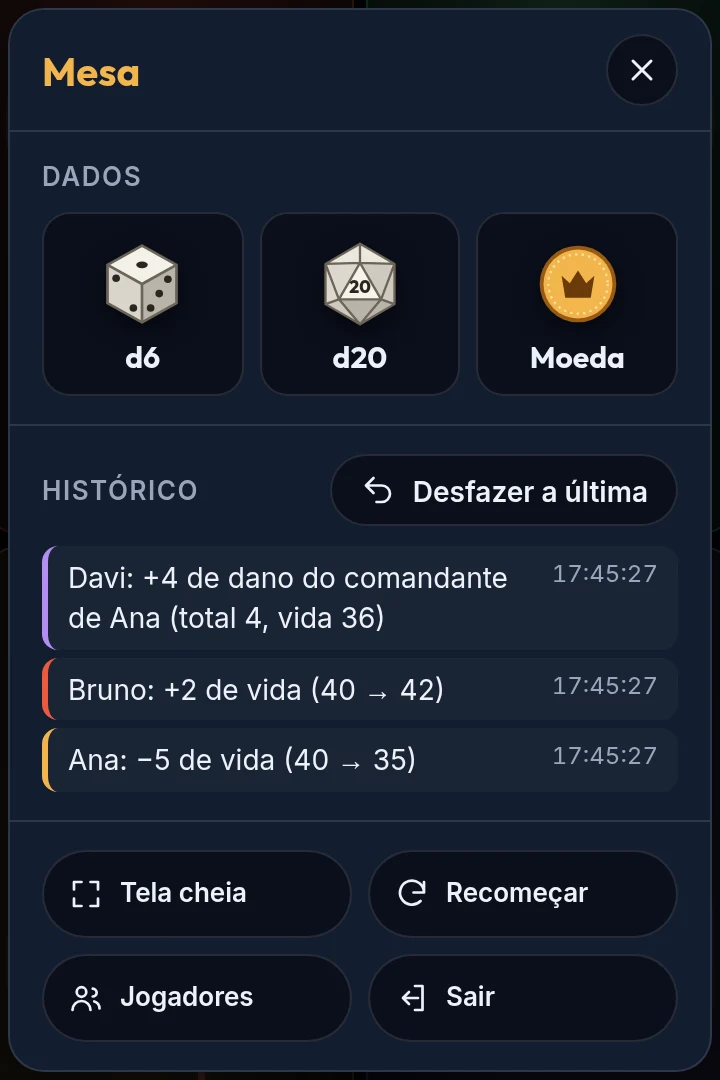 Mesa
DADOS
20
d6
d20
Moeda
HISTÓRICO
Desfazer a última
Davi: +4 de dano do comandante
de Ana (total 4, vida 36)
17:45:27
Bruno: +2 de vida (40 → 42)
17:45:27
Ana: −5 de vida (40 → 35)
17:45:27
Tela cheia
Recomeçar
Jogadores
Sair